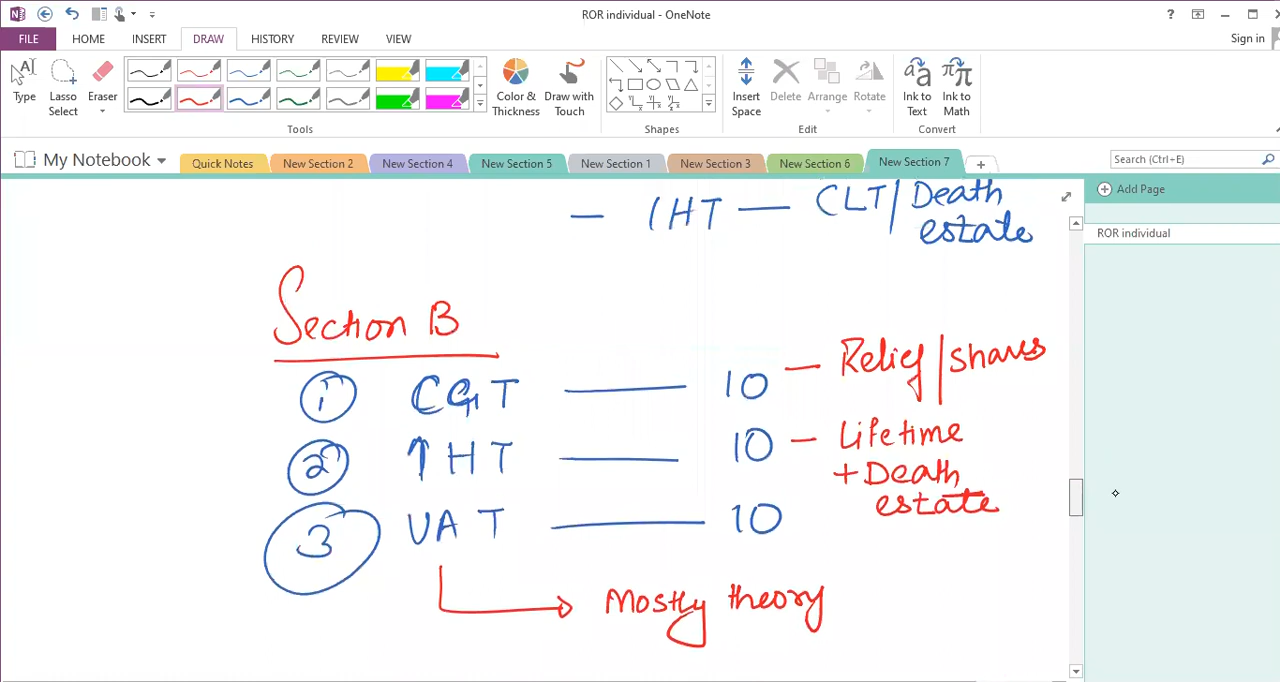 ROR individual - OneNote
?
Sign in
FILE HOME INSERT DRAW HISTORY REVIEW VIEW
Type
Lasso Select
Eraser
Color & Thickness
Draw with Touch
Insert Space
Delete
Arrange
Rotate
Ink to Text
Ink to Math
Tools
Shapes
Edit
Convert
My Notebook
Quick Notes New Section 2 New Section 4 New Section 5 New Section 1 New Section 3 New Section 6 New Section 7
Search (Ctrl+E)
Add Page
ROR individual
— IHT — CLT/Death
estate
Section B
1 CGT — 10 — Relief/shares
2 IHT — 10 — Lifetime
+ Death
estate
3 VAT — 10
Mostly theory